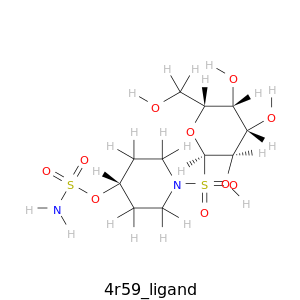 H H H H H
O H H
O O
H O H
H H H O H
O H O H H
H N S O O H
S O O
H N H H H H
H H H
4r59_ligand